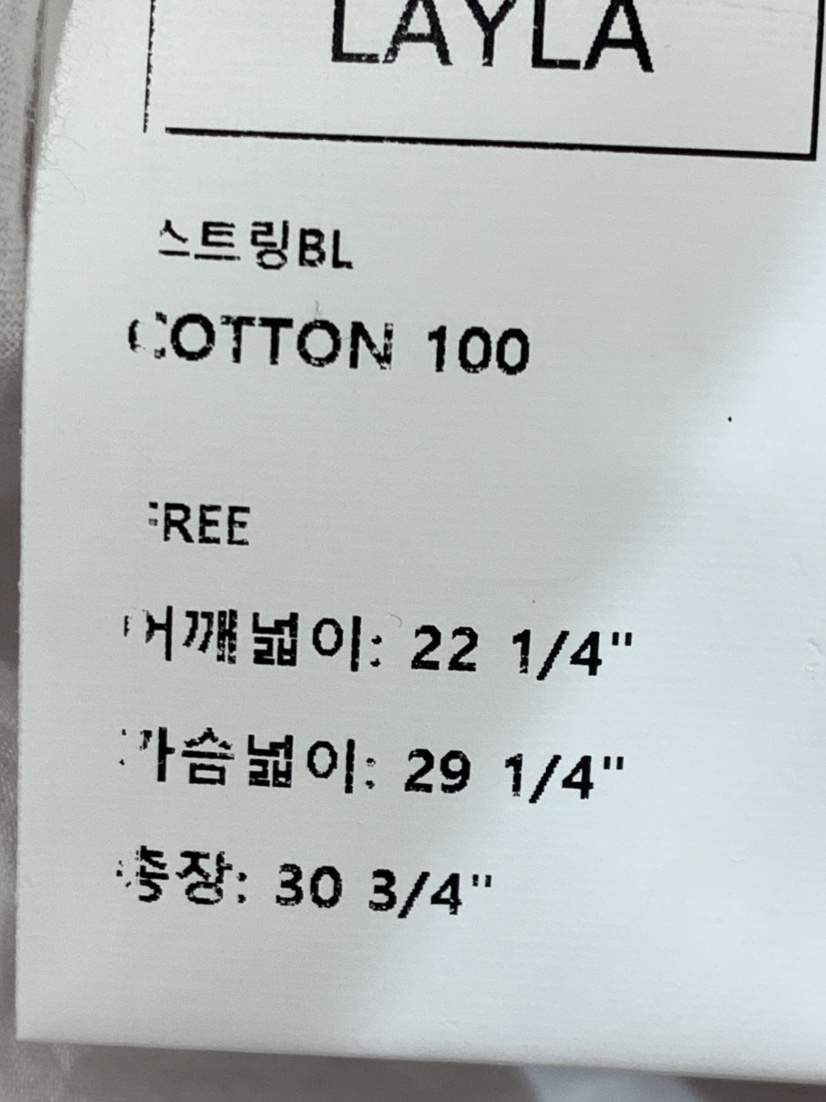 LAYLA
스트링BL
COTTON 100
FREE
어깨넓이: 22 1/4"
가슴넓이: 29 1/4"
총장: 30 3/4"